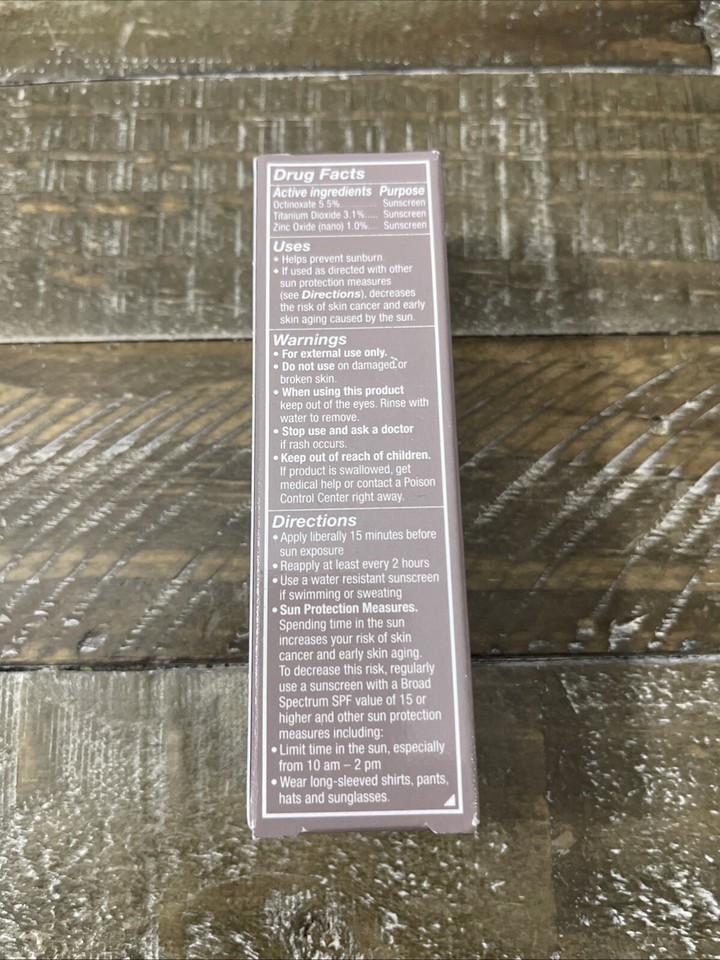 Drug Facts
Active ingredients Purpose
Octinoxate 5.5%............ Sunscreen
Titanium Dioxide 3.1%..... Sunscreen
Zinc Oxide (nano) 1.0%.... Sunscreen
Uses
• Helps prevent sunburn
• If used as directed with other
sun protection measures
(see Directions), decreases
the risk of skin cancer and early
skin aging caused by the sun.
Warnings
• For external use only.
• Do not use on damaged or
broken skin.
• When using this product
keep out of the eyes. Rinse with
water to remove.
• Stop use and ask a doctor
if rash occurs.
• Keep out of reach of children.
If product is swallowed, get
medical help or contact a Poison
Control Center right away.
Directions
• Apply liberally 15 minutes before
sun exposure
• Reapply at least every 2 hours
• Use a water resistant sunscreen
if swimming or sweating
• Sun Protection Measures.
Spending time in the sun
increases your risk of skin
cancer and early skin aging.
To decrease this risk, regularly
use a sunscreen with a Broad
Spectrum SPF value of 15 or
higher and other sun protection
measures including:
• Limit time in the sun, especially
from 10 am – 2 pm
• Wear long-sleeved shirts, pants,
hats and sunglasses.